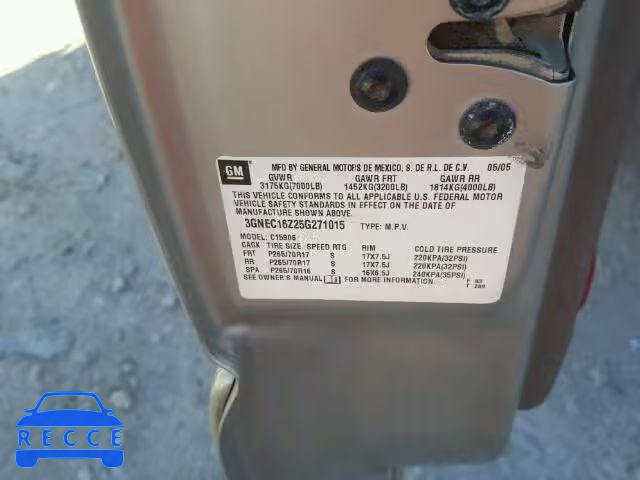 GM
MFD BY GENERAL MOTORS DE MEXICO, S. DE R.L. DE C.V. 05/05
GVWR GAWR FRT GAWR RR
3175KG(7000LB) 1452KG(3200LB) 1814KG(4000LB)
THIS VEHICLE CONFORMS TO ALL APPLICABLE U.S. FEDERAL MOTOR
VEHICLE SAFETY STANDARDS IN EFFECT ON THE DATE OF
MANUFACTURE SHOWN ABOVE.
3GNEC16Z25G271015 TYPE: M.P.V.
MODEL: C15906
CACK TIRE SIZE SPEED RTG RIM COLD TIRE PRESSURE
FRT P265/70R17 S 17X7.5J 220KPA(32PSI)
RR P265/70R17 S 17X7.5J 220KPA(32PSI)
SPA P265/70R16 S 16X6.5J 240KPA(35PSI)
SEE OWNER'S MANUAL FOR MORE INFORMATION.
RECCE